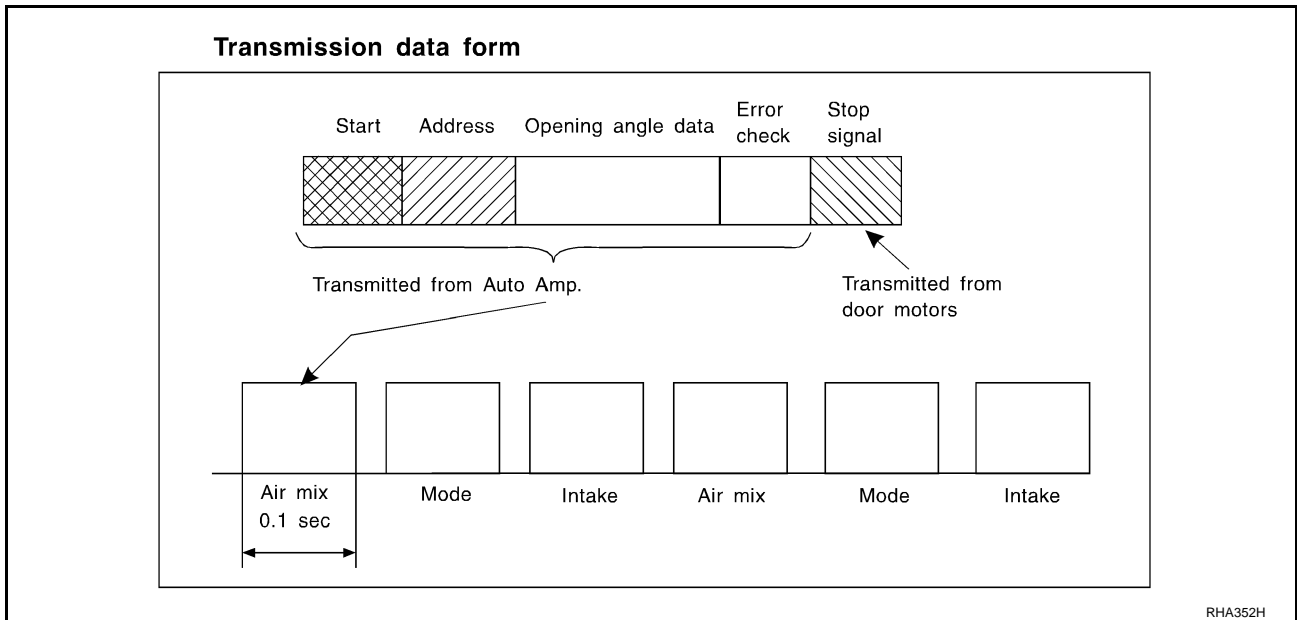 Transmission data form
Start
Address
Opening angle data
Error
check
Stop
signal
Transmitted from Auto Amp.
Transmitted from
door motors
Air mix
0.1 sec
Mode
Intake
Air mix
Mode
Intake
RHA352H